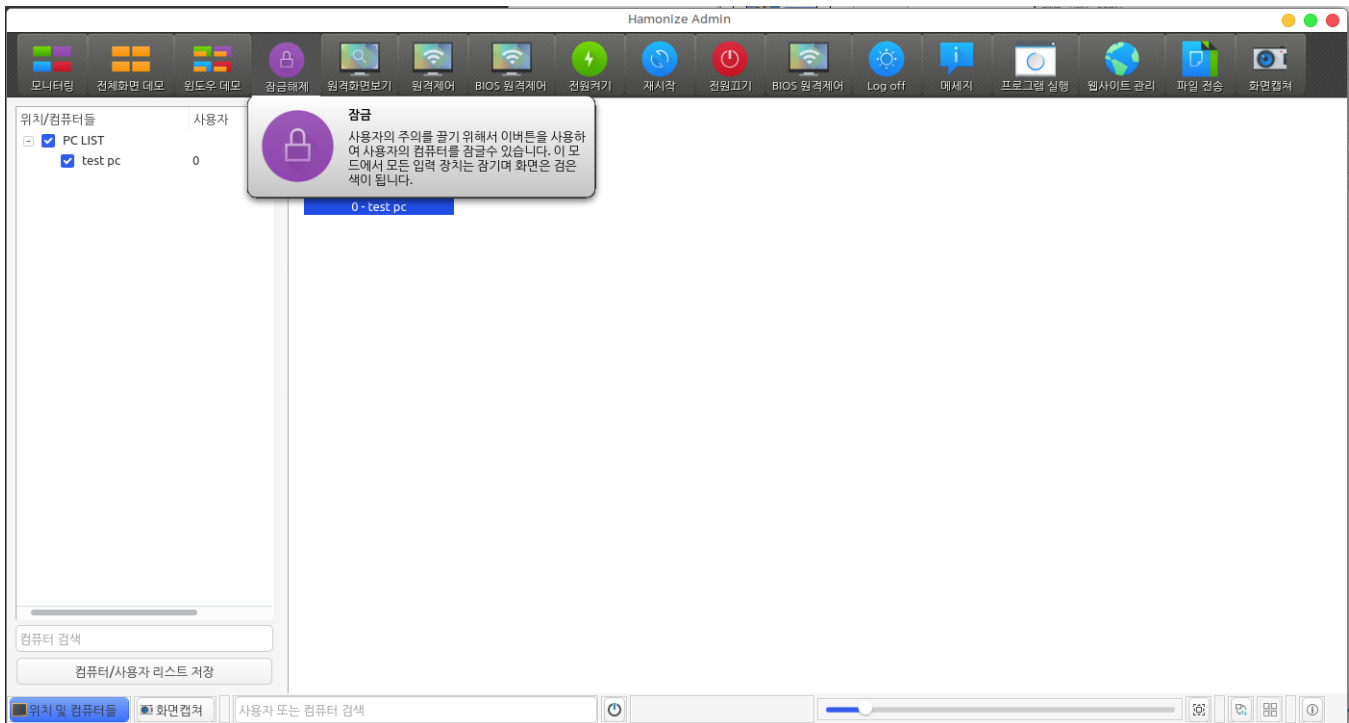 Hamonize Admin
모니터링 전체화면 데모 윈도우 데모 잠금해제 원격화면보기 원격제어 BIOS 원격제어 전원켜기 재시작 전원끄기 BIOS 원격제어 Log off 메세지 프로그램 실행 웹사이트 관리 파일 전송 화면캡쳐
위치/컴퓨터들 사용자
PC LIST
test pc 0
잠금
사용자의 주의를 끌기 위해서 이버튼을 사용하
여 사용자의 컴퓨터를 잠글수 있습니다. 이 모
드에서 모든 입력 장치는 잠기며 화면은 검은
색이 됩니다.
0 - test pc
컴퓨터 검색
컴퓨터/사용자 리스트 저장
위치 및 컴퓨터들 화면캡쳐 사용자 또는 컴퓨터 검색